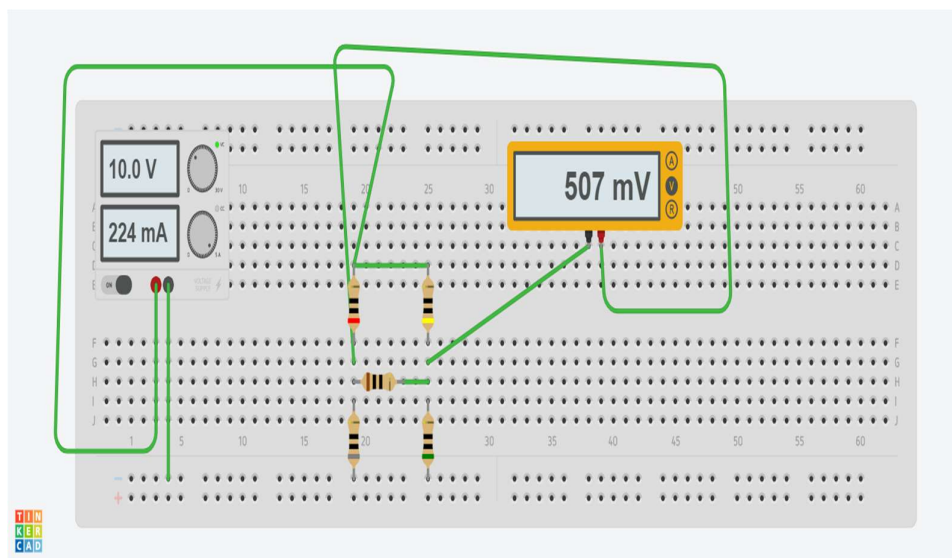 10.0 V
224 mA
ON
507 mV
A
V
R
10 15 20 25 30 50 55 60
A A
B B
C C
D D
E E
F F
G G
H H
I I
J J
1 5 10 15 20 25 30 35 40 45 50 55 60
TIN
KER
CAD